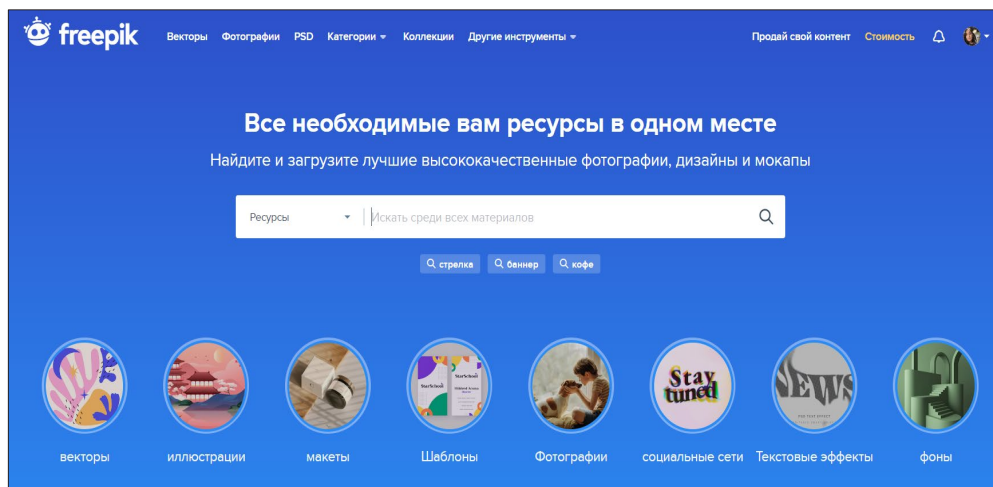 freepik Векторы Фотографии PSD Категории Коллекции Другие инструменты Продай свой контент Стоимость
Все необходимые вам ресурсы в одном месте
Найдите и загрузите лучшие высококачественные фотографии, дизайны и мокапы
Ресурсы Искать среди всех материалов
стрелка баннер кофе
Stay
tuned
NEWS
векторы иллюстрации макеты Шаблоны Фотографии социальные сети Текстовые эффекты фоны